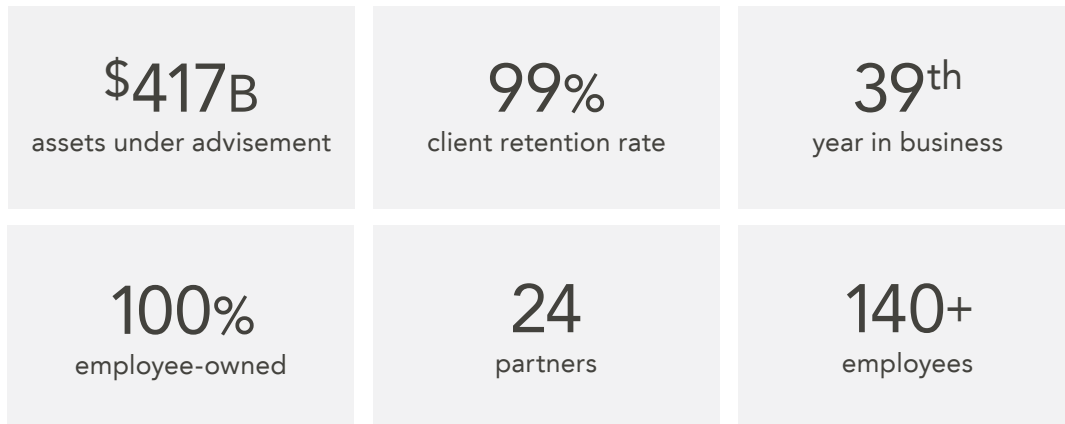 $417B
assets under advisement
99%
client retention rate
39th
year in business
100%
employee-owned
24
partners
140+
employees